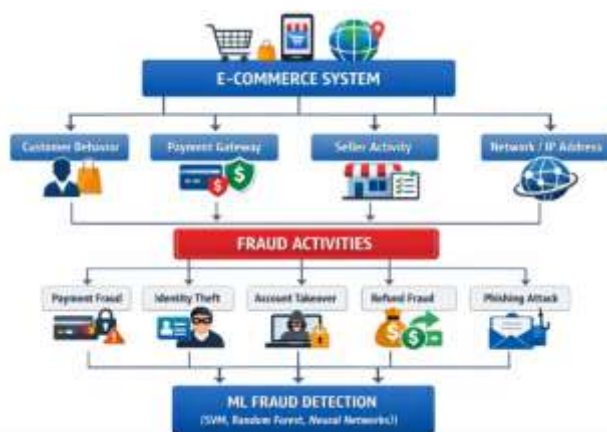 E-COMMERCE SYSTEM
Customer Behavior
Payment Gateway
Seller Activity
Network / IP Address
FRAUD ACTIVITIES
Payment Fraud
Identity Theft
Account Takeover
Refund Fraud
Phishing Attack
ML FRAUD DETECTION
(SVM, Random Forest, Neural Networks))